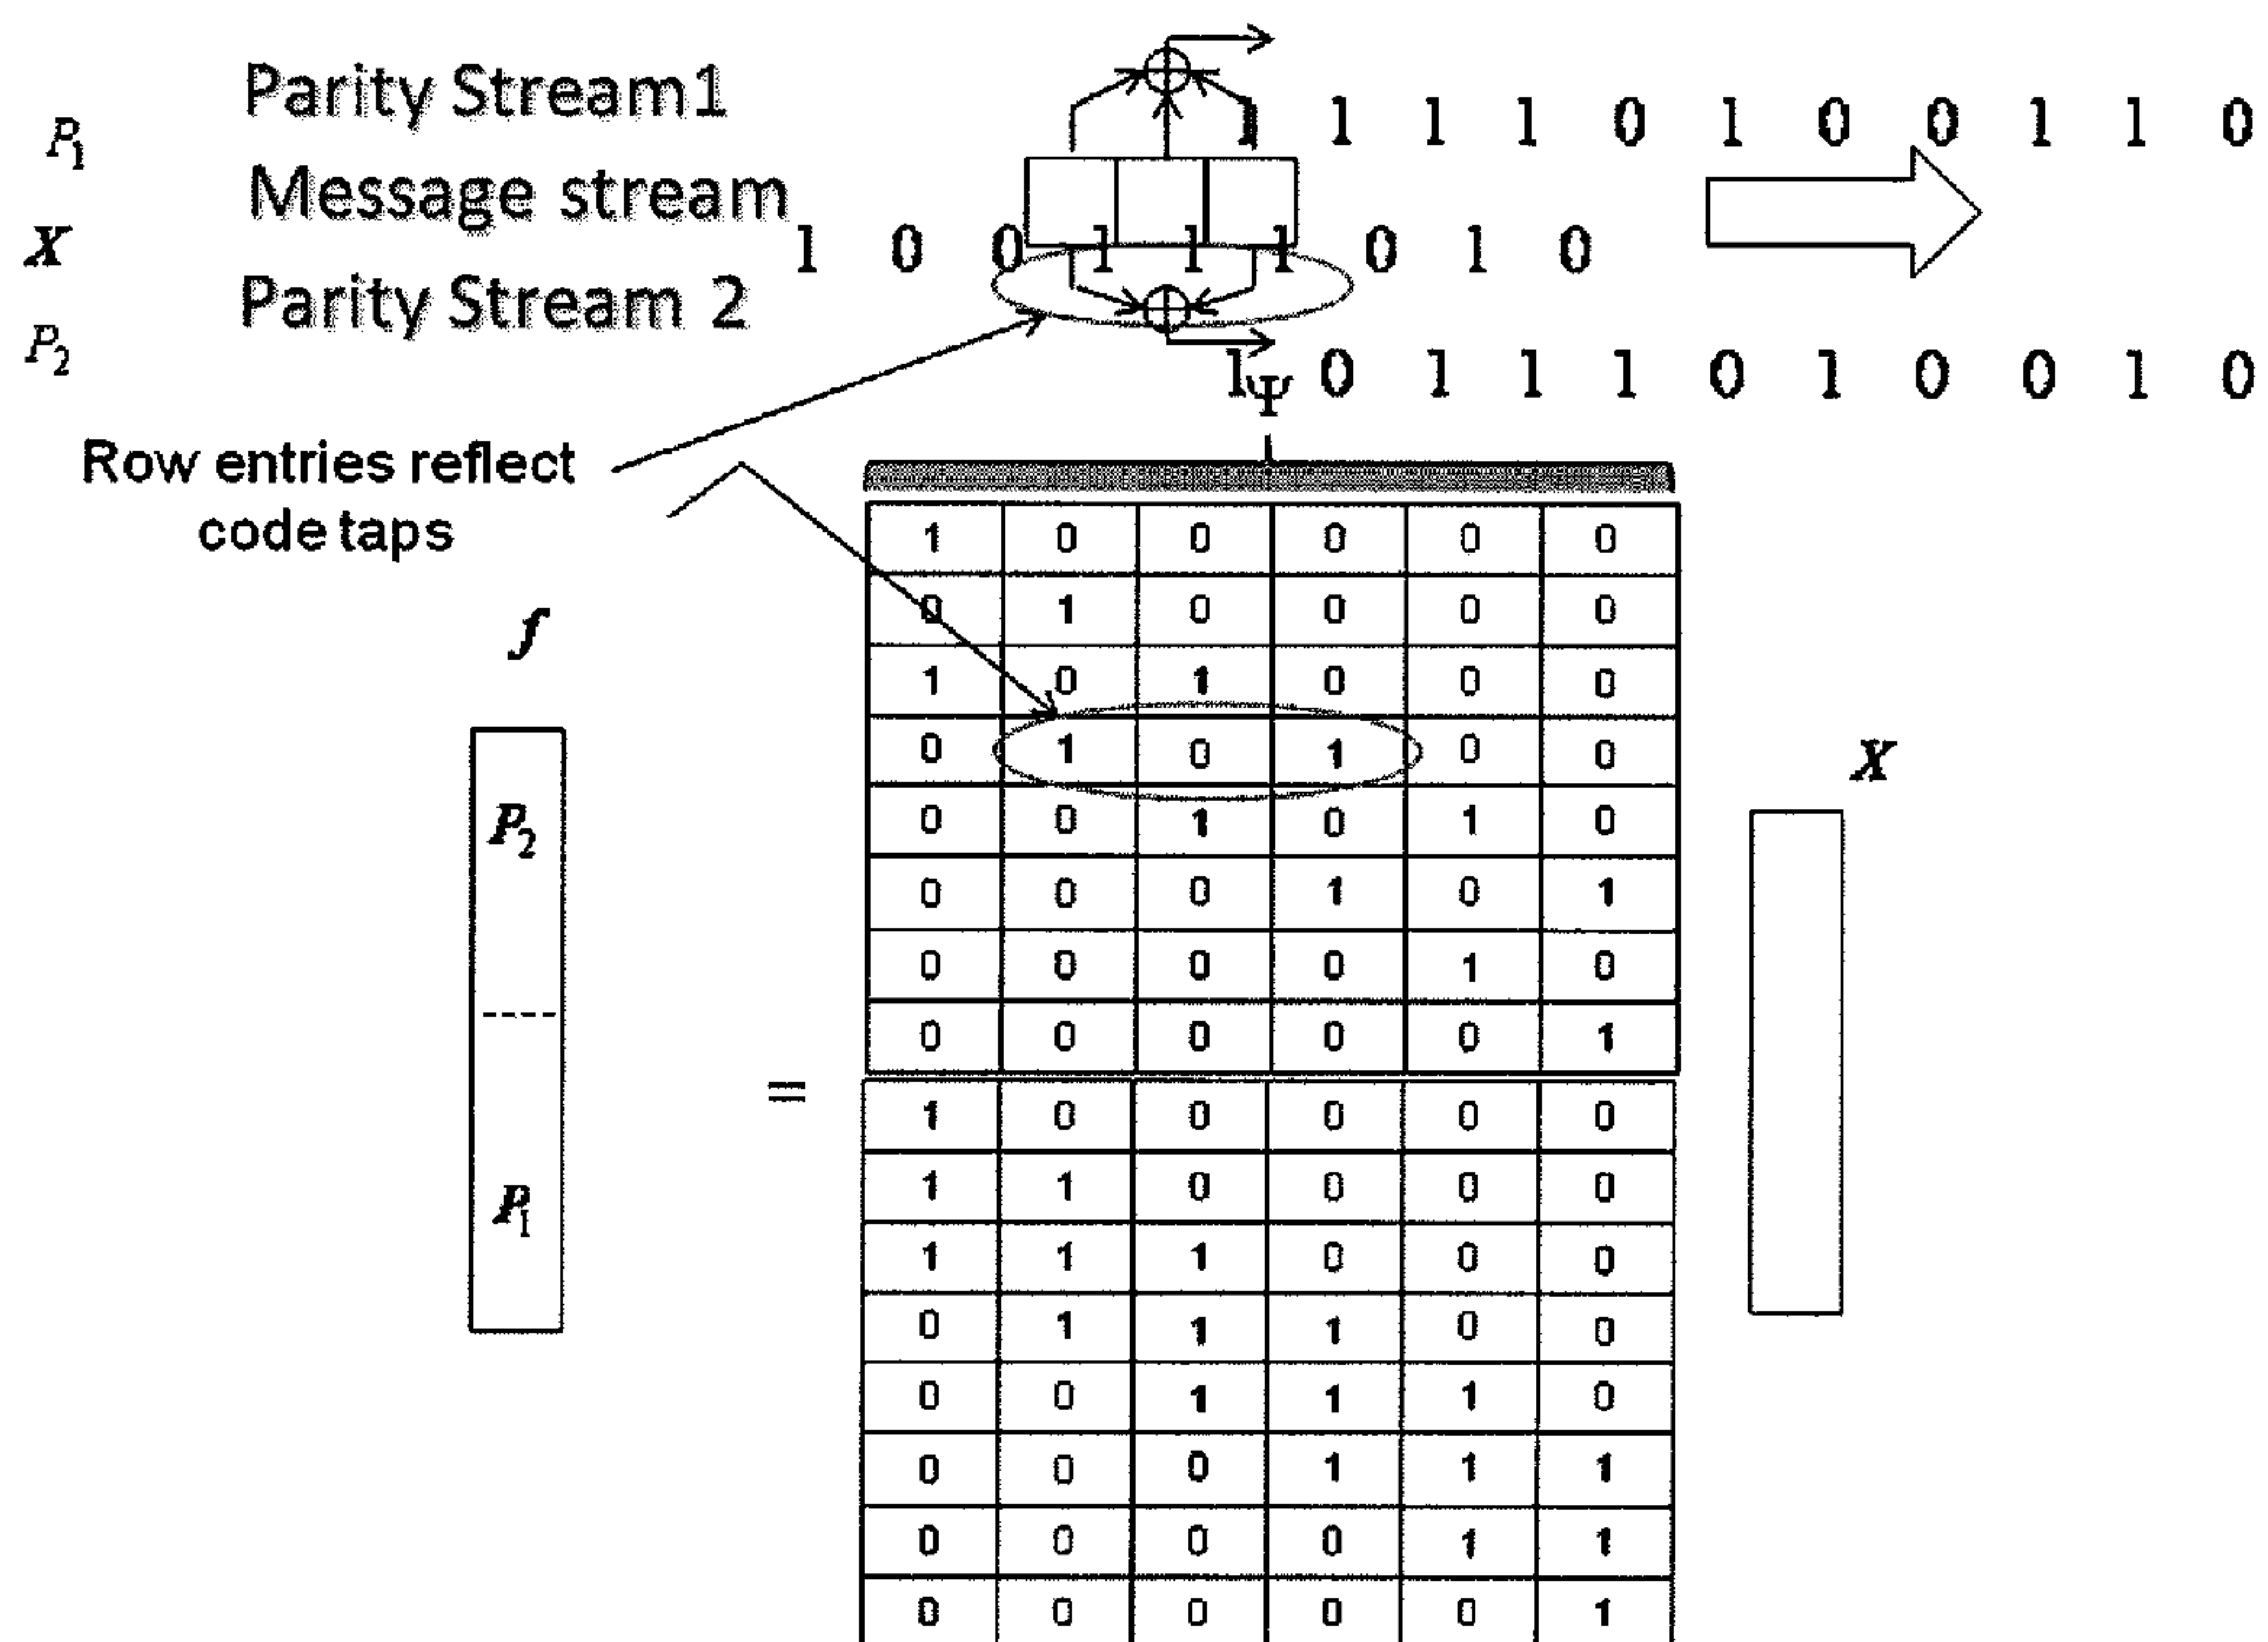 Parity Stream1
P1 1 1 1 1 0 1 0 0 1 1 0
Message stream
X 1 0 0 1 1 1 0 1 0
Parity Stream 2
P2 1 0 1 1 1 0 1 0 0 1 0
Ψ
Row entries reflect
code taps
1 0 0 0 0 0
0 1 0 0 0 0
f
1 0 1 0 0 0
0 1 0 1 0 0
X
P2
0 0 1 0 1 0
0 0 0 1 0 1
0 0 0 0 1 0
0 0 0 0 0 1
=
1 0 0 0 0 0
P1
1 1 0 0 0 0
1 1 1 0 0 0
0 1 1 1 0 0
0 0 1 1 1 0
0 0 0 1 1 1
0 0 0 0 1 1
0 0 0 0 0 1